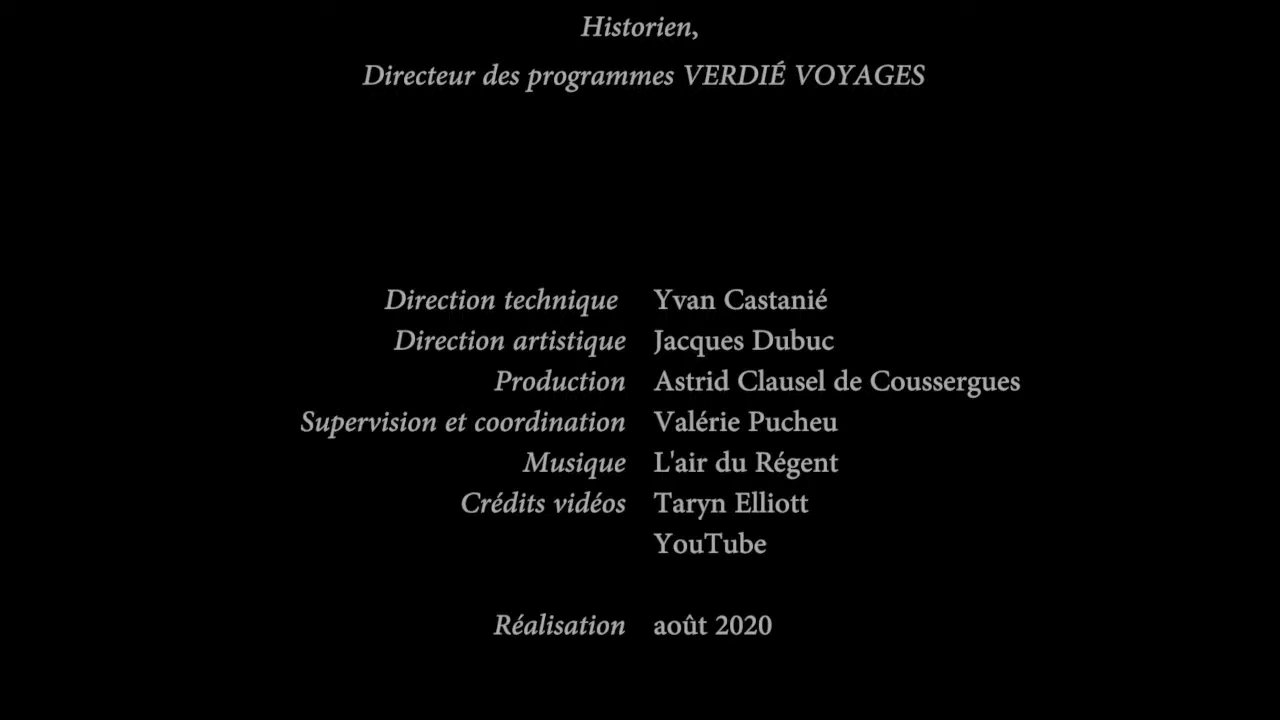 Historien,
Directeur des programmes VERDIÉ VOYAGES
Direction technique Yvan Castanié
Direction artistique Jacques Dubuc
Production Astrid Clausel de Coussergues
Supervision et coordination Valérie Pucheu
Musique L'air du Régent
Crédits vidéos Taryn Elliott
YouTube
Réalisation août 2020